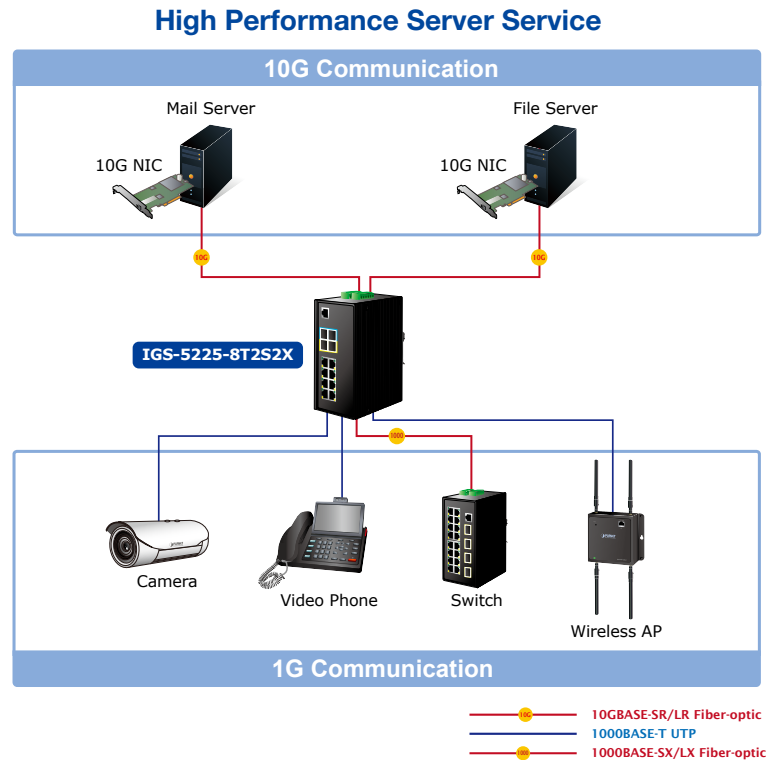 High Performance Server Service
10G Communication
Mail Server
File Server
10G NIC
10G NIC
10G
10G
IGS-5225-8T2S2X
1000
Camera
Video Phone
Switch
Wireless AP
1G Communication
10G 10GBASE-SR/LR Fiber-optic
1000BASE-T UTP
1000 1000BASE-SX/LX Fiber-optic